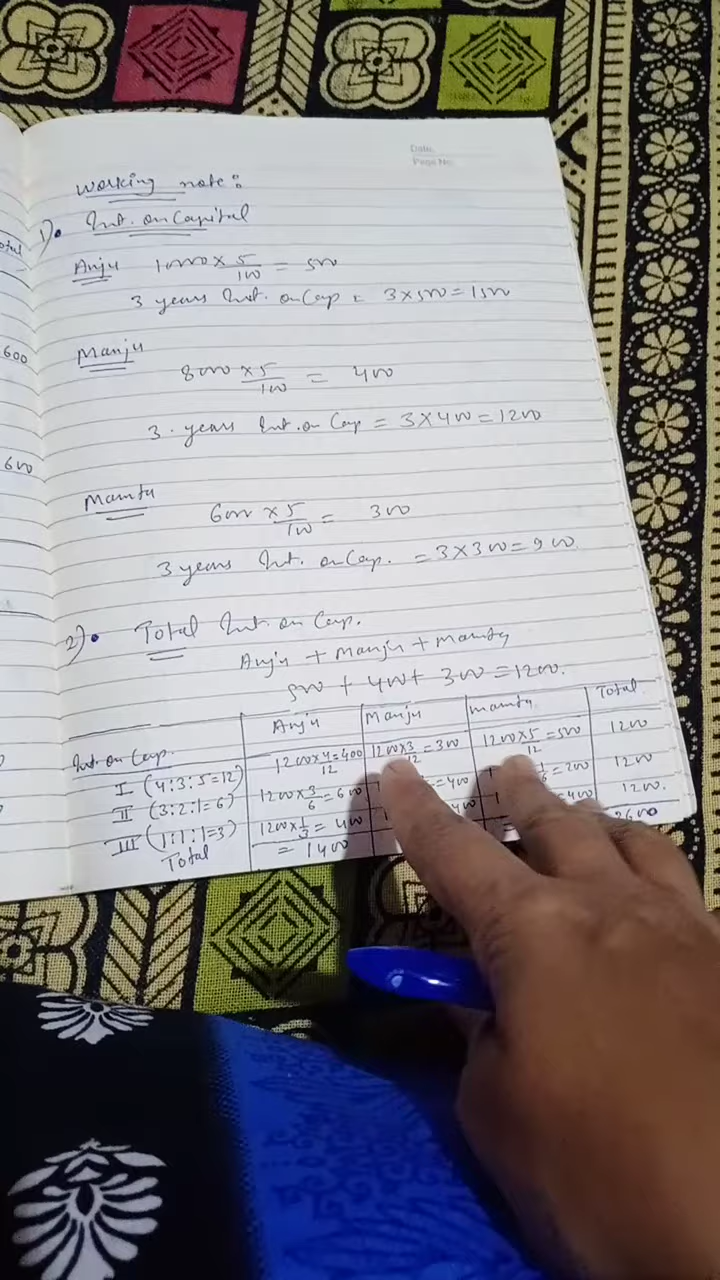 Date.
Page No.
Working note:
1). Int. on Capital
Anju 10000 × 5/100 = 500
3 years Int. on Cap = 3×500 = 1500
Manju
8000 × 5/100 = 400
3. years Int. on Cap = 3×400 = 1200
Mamta
6000 × 5/100 = 300
3 years Int. on Cap. = 3×300 = 900
2). Total Int. on Cap.
Anju + Manju + Mamta
500 + 400 + 300 = 1200.
Int. on Cap. Anju Manju Mamta Total
I (4:3:5=12) 1200×4/12=400 1200×3/12=300 1200×5/12=500 1200
II (3:2:1=6) 1200×3/6=600 =400 =200 1200
III (1:1:1=3) 1200×1/3=400 400 =400 1200.
Total = 1400 3600
600
600